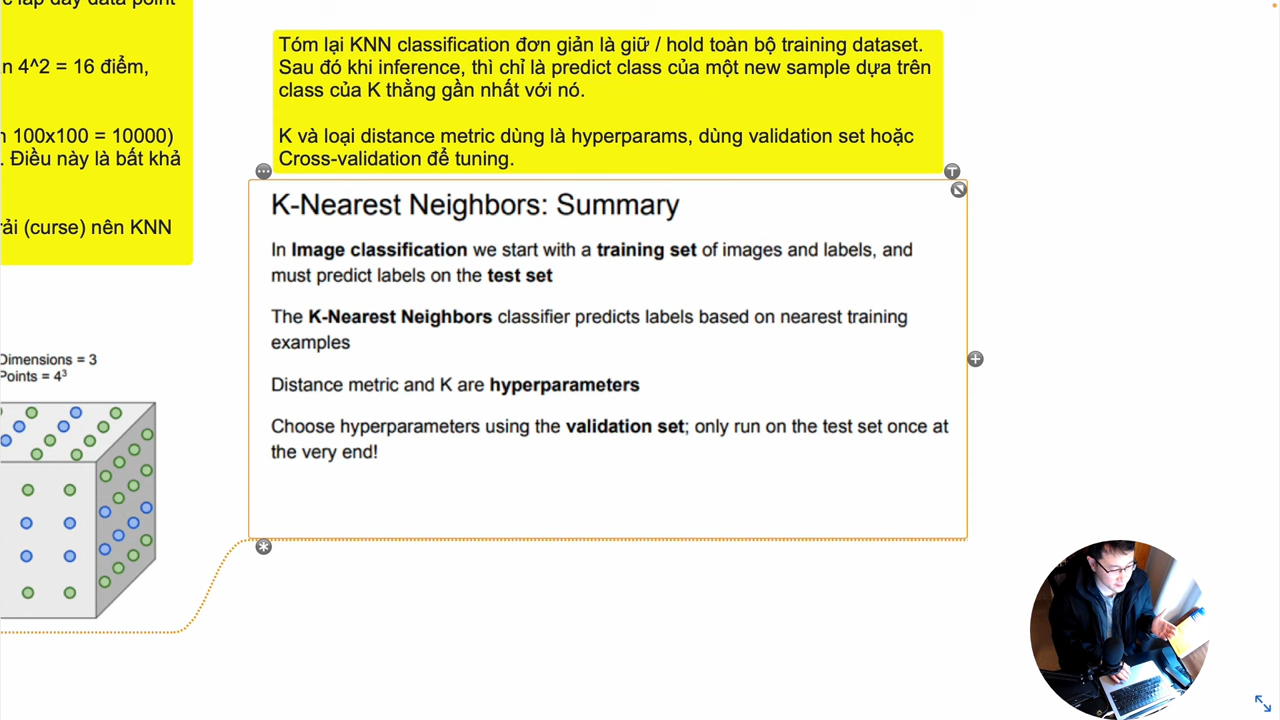 c lấp đầy data point
n 4^2 = 16 điểm,
n 100x100 = 10000)
. Điều này là bất khả
rải (curse) nên KNN
Tóm lại KNN classification đơn giản là giữ / hold toàn bộ training dataset.
Sau đó khi inference, thì chỉ là predict class của một new sample dựa trên
class của K thằng gần nhất với nó.
K và loại distance metric dùng là hyperparams, dùng validation set hoặc
Cross-validation để tuning.
K-Nearest Neighbors: Summary
In Image classification we start with a training set of images and labels, and
must predict labels on the test set
The K-Nearest Neighbors classifier predicts labels based on nearest training
examples
Distance metric and K are hyperparameters
Choose hyperparameters using the validation set; only run on the test set once at
the very end!
Dimensions = 3
Points = 4³